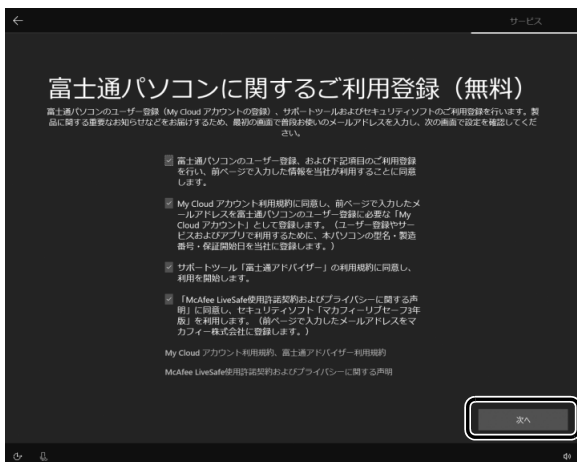 サービス
富士通パソコンに関するご利用登録（無料）
富士通パソコンのユーザー登録（My Cloud アカウントの登録）、サポートツールおよびセキュリティソフトのご利用登録を行います。製
品に関する重要なお知らせなどをお届けするため、最初の画面で普段お使いのメールアドレスを入力し、次の画面で設定を確認してくだ
さい。
富士通パソコンのユーザー登録、および下記項目のご利用登録
を行い、前ページで入力した情報を当社が利用することに同意
します。
My Cloud アカウント利用規約に同意し、前ページで入力したメ
ールアドレスを富士通パソコンのユーザー登録に必要な「My
Cloud アカウント」として登録します。（ユーザー登録やサー
ビスおよびアプリで利用するために、本パソコンの型名・製造
番号・保証開始日を当社に登録します。）
サポートツール「富士通アドバイザー」の利用規約に同意し、
利用を開始します。
「McAfee LiveSafe使用許諾契約およびプライバシーに関する声
明」に同意し、セキュリティソフト「マカフィーリブセーフ3年
版」を利用します。（前ページで入力したメールアドレスをマ
カフィー株式会社に登録します。）
My Cloud アカウント利用規約、富士通アドバイザー利用規約
McAfee LiveSafe使用許諾契約およびプライバシーに関する声明
次へ